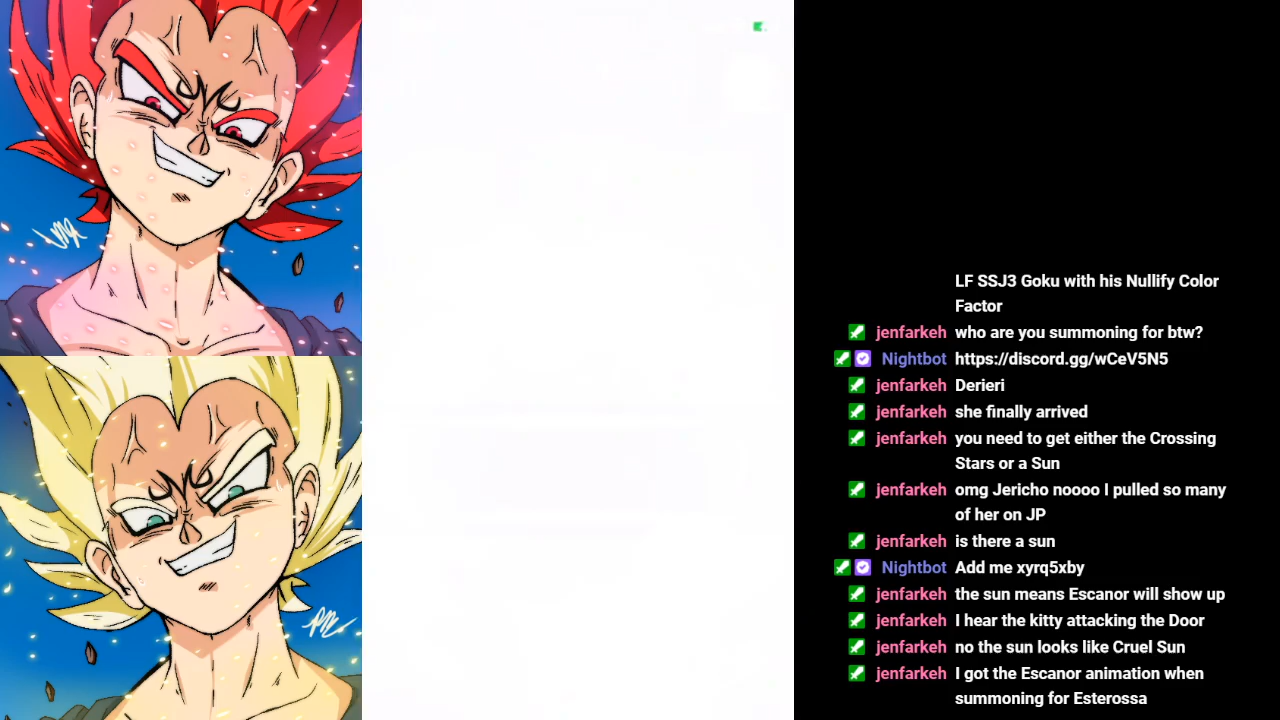 LF SSJ3 Goku with his Nullify Color
Factor
jenfarkeh who are you summoning for btw?
Nightbot https://discord.gg/wCeV5N5
jenfarkeh Derieri
jenfarkeh she finally arrived
jenfarkeh you need to get either the Crossing
Stars or a Sun
jenfarkeh omg Jericho noooo I pulled so many
of her on JP
jenfarkeh is there a sun
Nightbot Add me xyrq5xby
jenfarkeh the sun means Escanor will show up
jenfarkeh I hear the kitty attacking the Door
jenfarkeh no the sun looks like Cruel Sun
jenfarkeh I got the Escanor animation when
summoning for Esterossa